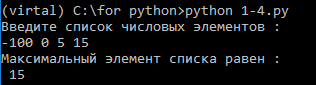 (virtal) C:\for python>python 1-4.py
Введите список числовых элементов :
-100 0 5 15
Максимальный элемент списка равен :
15